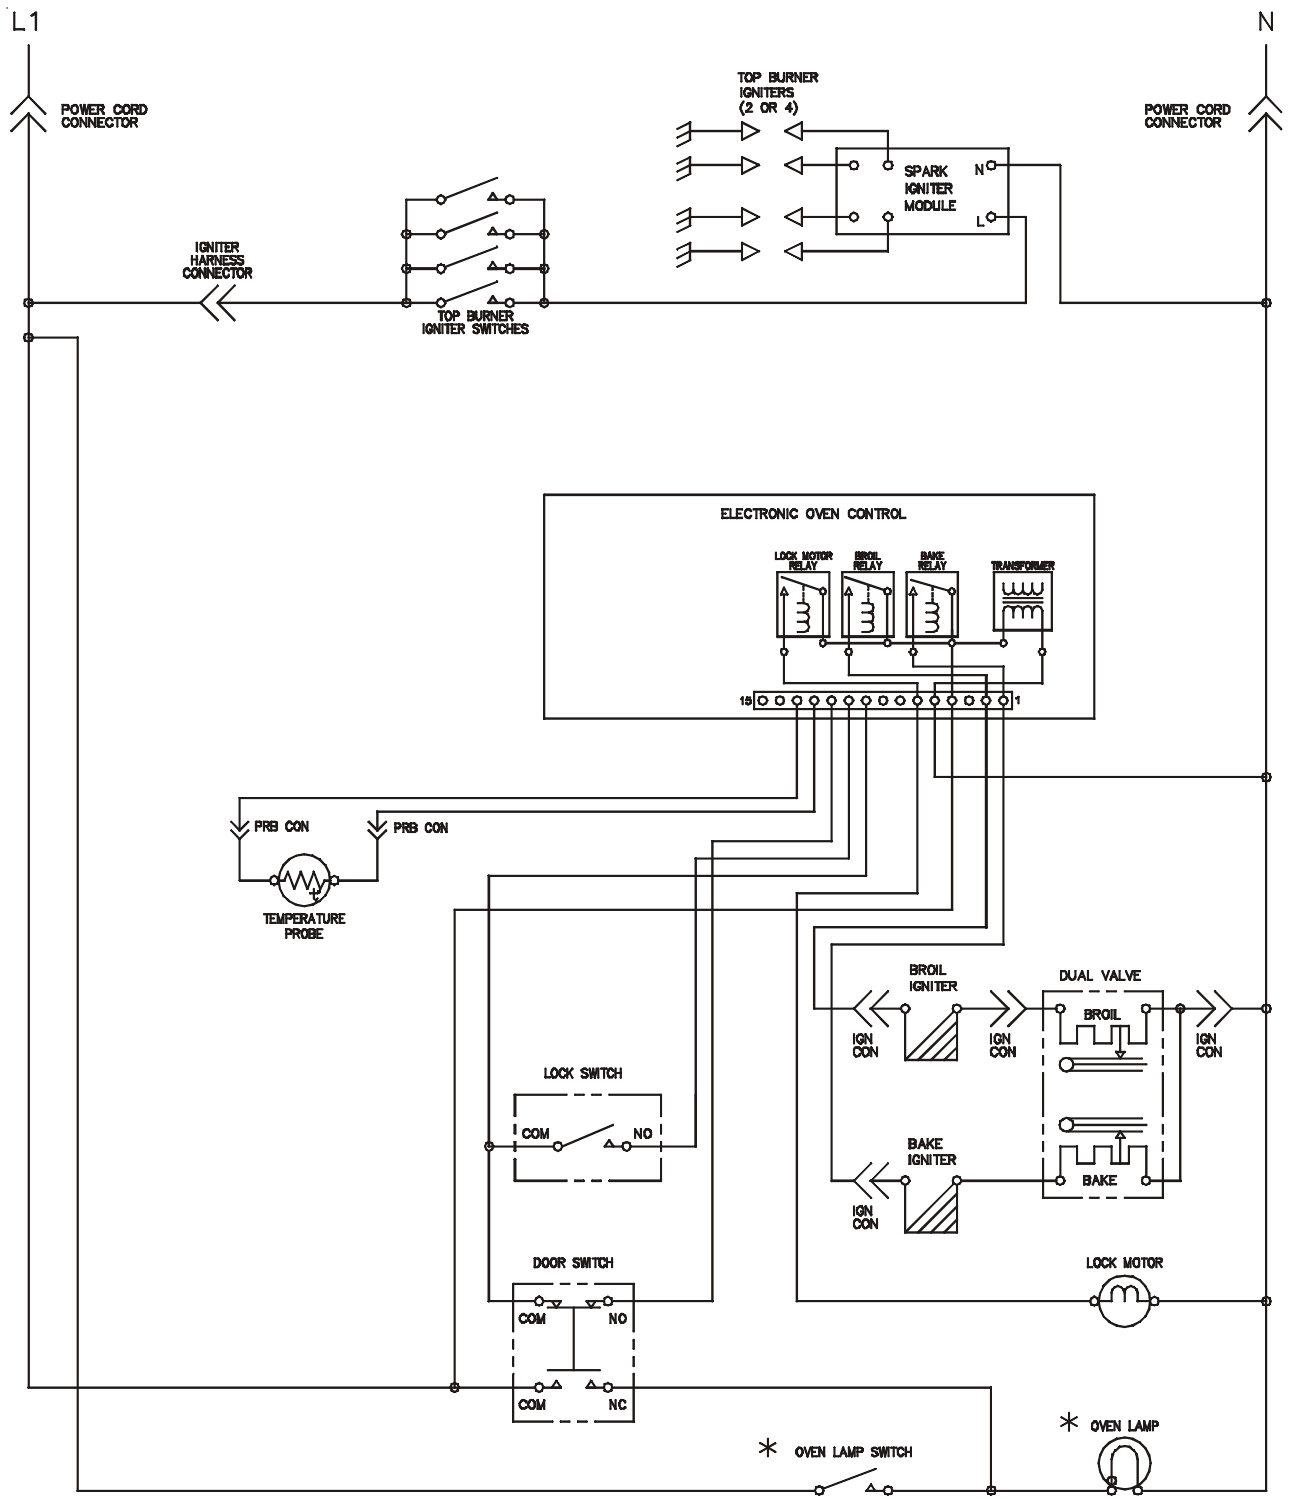 L1
N
POWER CORD
CONNECTOR
TOP BURNER
IGNITERS
(2 OR 4)
POWER CORD
CONNECTOR
SPARK
IGNITER
MODULE
N
L
IGNITER
HARNESS
CONNECTOR
TOP BURNER
IGNITER SWITCHES
ELECTRONIC OVEN CONTROL
LOCK MOTOR
RELAY
BROIL
RELAY
BAKE
RELAY
TRANSFORMER
15
1
PRB CON
PRB CON
TEMPERATURE
PROBE
BROIL
IGNITER
DUAL VALVE
BROIL
IGN
CON
IGN
CON
IGN
CON
LOCK SWITCH
COM
NO
BAKE
IGNITER
BAKE
IGN
CON
DOOR SWITCH
COM
NO
COM
NC
LOCK MOTOR
* OVEN LAMP
* OVEN LAMP SWITCH